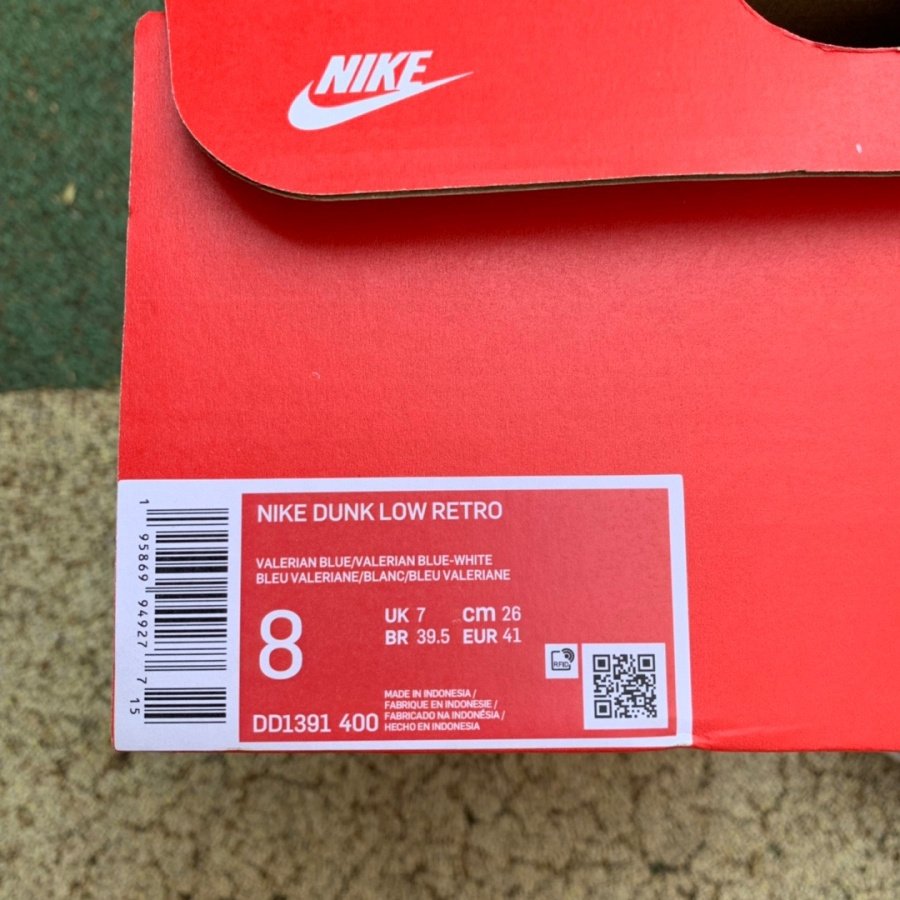 NIKE
NIKE DUNK LOW RETRO
VALERIAN BLUE/VALERIAN BLUE-WHITE
BLEU VALERIANE/BLANC/BLEU VALERIANE
8
UK 7 cm 26
BR 39.5 EUR 41
RFID
DD1391 400
MADE IN INDONESIA /
FABRIQUE EN INDONESIE /
FABRICADO NA INDONÉSIA /
HECHO EN INDONESIA
1 95869 94927 7 15